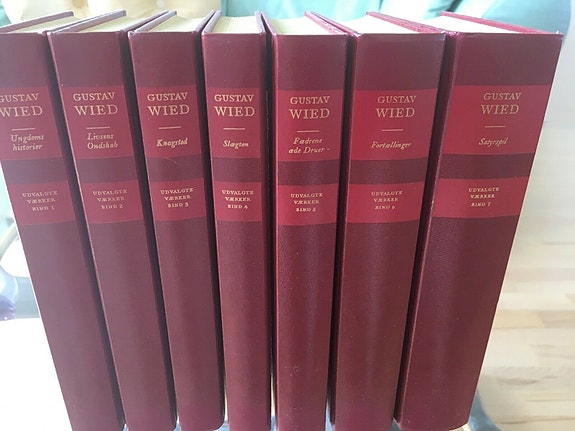 GUSTAV
WIED
Ungdoms
historier
UDVALGTE
VÆRKER
BIND 1
GUSTAV
WIED
Livsens
Ondskab
UDVALGTE
VÆRKER
BIND 2
GUSTAV
WIED
Knagsted
UDVALGTE
VÆRKER
BIND 3
GUSTAV
WIED
Slægten
UDVALGTE
VÆRKER
BIND 4
GUSTAV
WIED
Fædrene
æde Druer -
UDVALGTE
VÆRKER
BIND 5
GUSTAV
WIED
Fortællinger
UDVALGTE
VÆRKER
BIND 6
GUSTAV
WIED
Satyrspil
UDVALGTE
VÆRKER
BIND 7